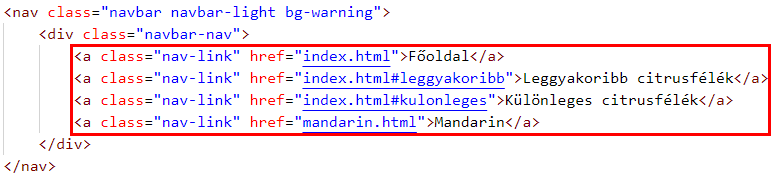 <nav class="navbar navbar-light bg-warning">
<div class="navbar-nav">
<a class="nav-link" href="index.html">Főoldal</a>
<a class="nav-link" href="index.html#leggyakoribb">Leggyakoribb citrusfélék</a>
<a class="nav-link" href="index.html#kulonleges">Különleges citrusfélék</a>
<a class="nav-link" href="mandarin.html">Mandarin</a>
</div>
</nav>